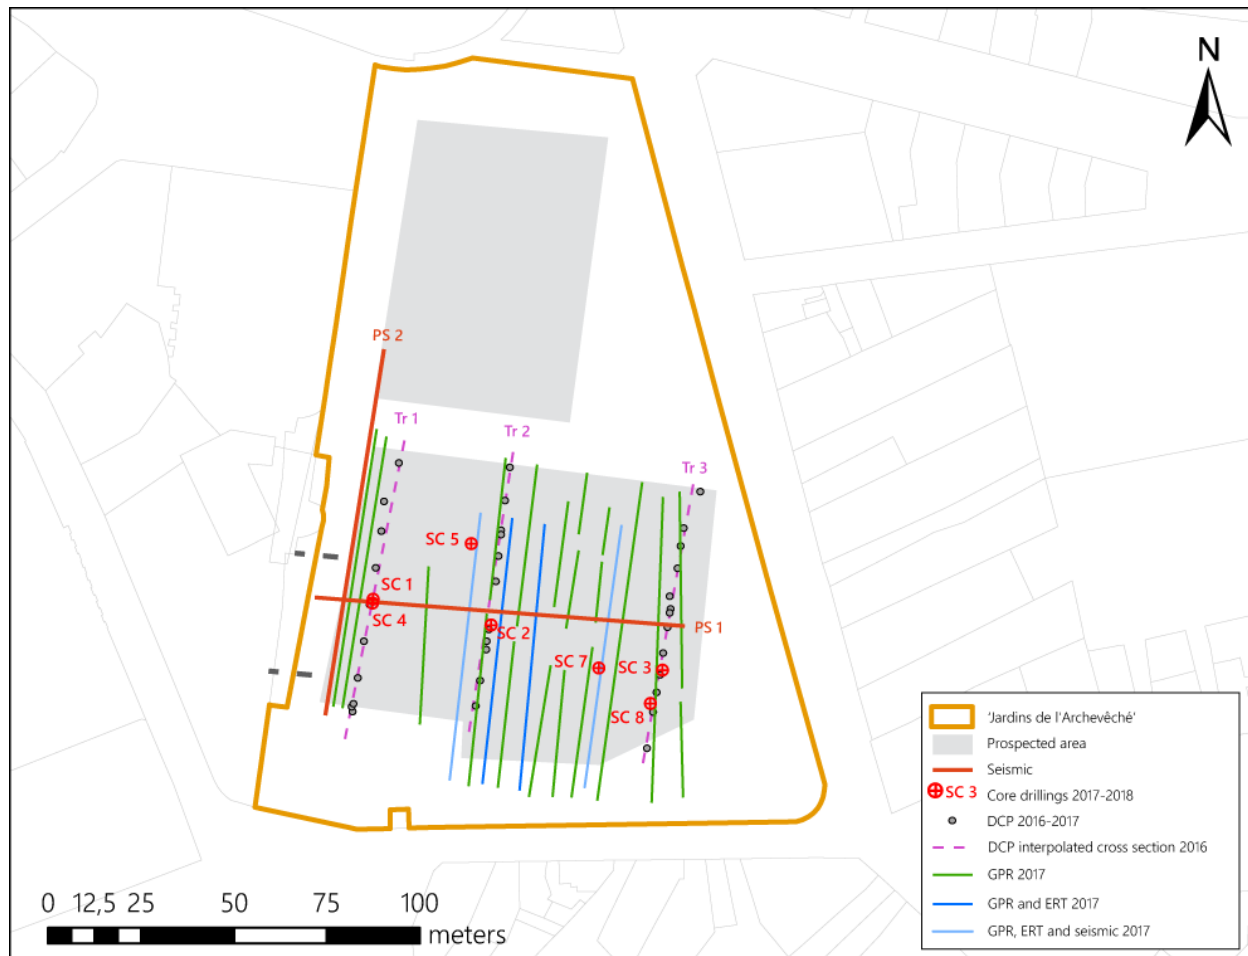 N
PS 2
Tr 1
Tr 2
Tr 3
SC 5
SC 1
SC 4
SC 2
PS 1
SC 7
SC 3
SC 8
'Jardins de l'Archevêché'
Prospected area
Seismic
SC 3 Core drillings 2017-2018
DCP 2016-2017
DCP interpolated cross section 2016
GPR 2017
GPR and ERT 2017
GPR, ERT and seismic 2017
0 12,5 25 50 75 100
meters